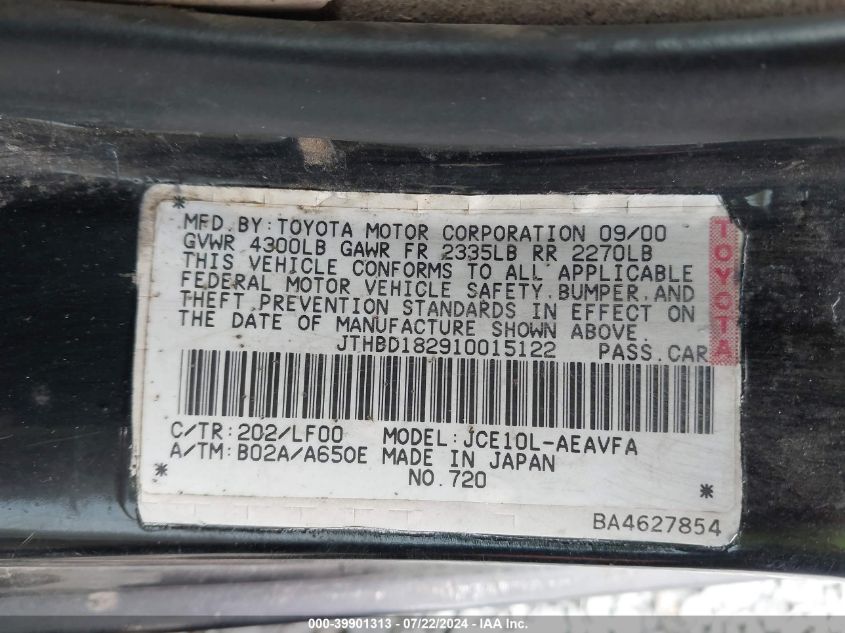 MFD.BY:TOYOTA MOTOR CORPORATION 09/00
GVWR 4300LB GAWR FR 2335LB RR 2270LB
THIS VEHICLE CONFORMS TO ALL APPLICABLE
FEDERAL MOTOR VEHICLE SAFETY,BUMPER,AND
THEFT PREVENTION STANDARDS IN EFFECT ON
THE DATE OF MANUFACTURE SHOWN ABOVE.
JTHBD182910015122 PASS.CAR
TOYOTA
C/TR:202/LF00 MODEL:JCE10L-AEAVFA
A/TM:B02A/A650E MADE IN JAPAN
NO.720
BA4627854
000-39901313 - 07/22/2024 - IAA Inc.